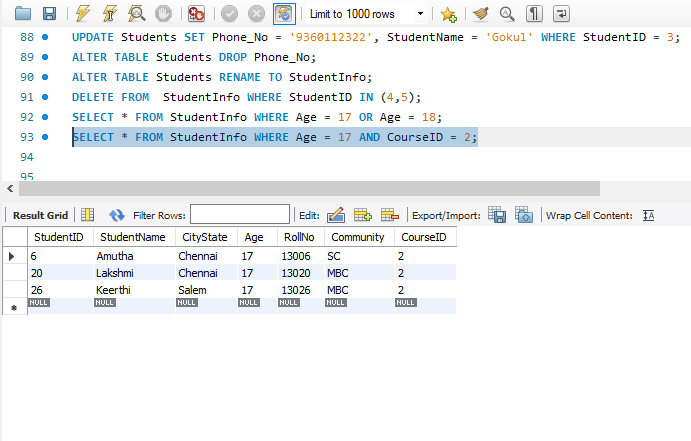 Limit to 1000 rows
88 UPDATE Students SET Phone_No = '9360112322', StudentName = 'Gokul' WHERE StudentID = 3;
89 ALTER TABLE Students DROP Phone_No;
90 ALTER TABLE Students RENAME TO StudentInfo;
91 DELETE FROM  StudentInfo WHERE StudentID IN (4,5);
92 SELECT * FROM StudentInfo WHERE Age = 17 OR Age = 18;
93 SELECT * FROM StudentInfo WHERE Age = 17 AND CourseID = 2;
94
95
Result Grid Filter Rows: Edit: Export/Import: Wrap Cell Content: IA
StudentID StudentName CityState Age RollNo Community CourseID
6 Amutha Chennai 17 13006 SC 2
20 Lakshmi Chennai 17 13020 MBC 2
26 Keerthi Salem 17 13026 MBC 2
NULL NULL NULL NULL NULL NULL NULL